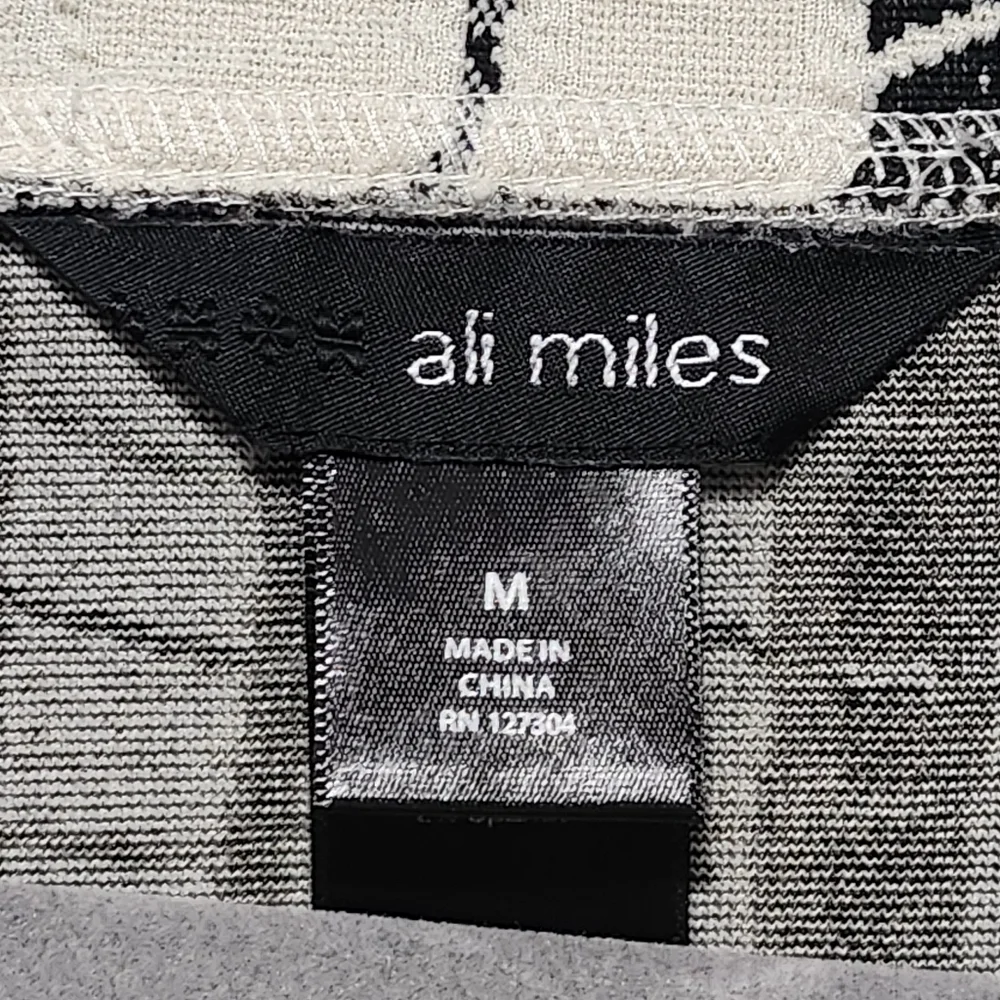 ali miles
M
MADE IN
CHINA
RN 127304